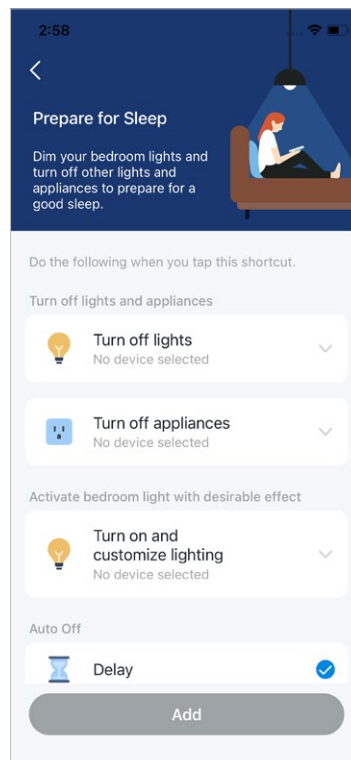 2:58
Prepare for Sleep
Dim your bedroom lights and
turn off other lights and
appliances to prepare for a
good sleep.
Do the following when you tap this shortcut.
Turn off lights and appliances
Turn off lights
No device selected
Turn off appliances
No device selected
Activate bedroom light with desirable effect
Turn on and
customize lighting
No device selected
Auto Off
Delay
Add